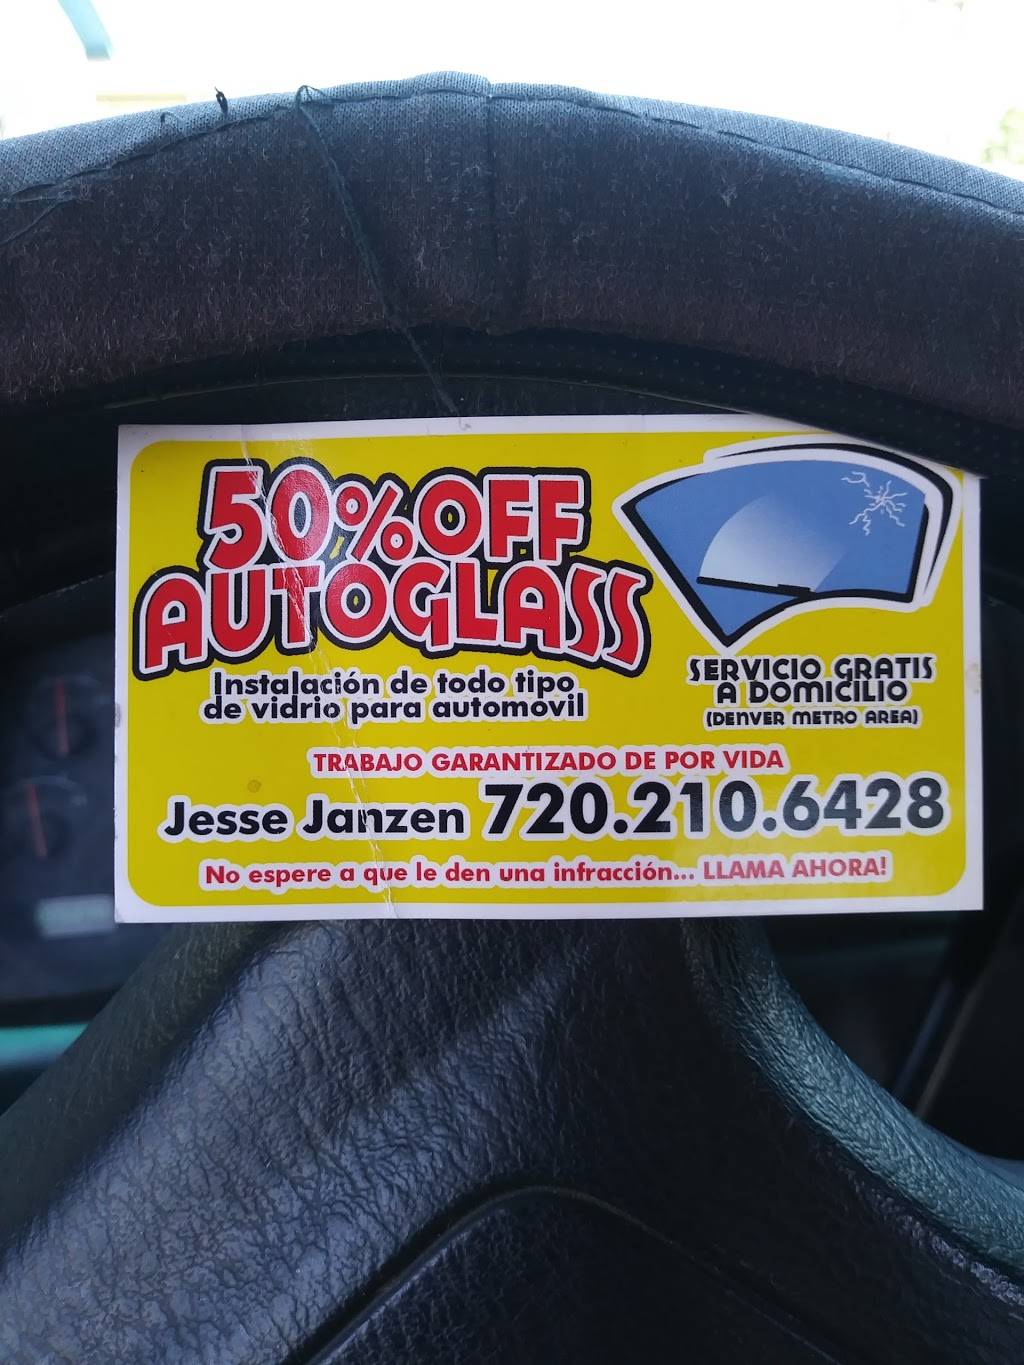 50% OFF
AUTOGLASS
Instalación de todo tipo
de vidrio para automóvil
SERVICIO GRATIS
A DOMICILIO
(DENVER METRO AREA)
TRABAJO GARANTIZADO DE POR VIDA
Jesse Janzen 720.210.6428
No espere a que le den una infracción... LLAMA AHORA!